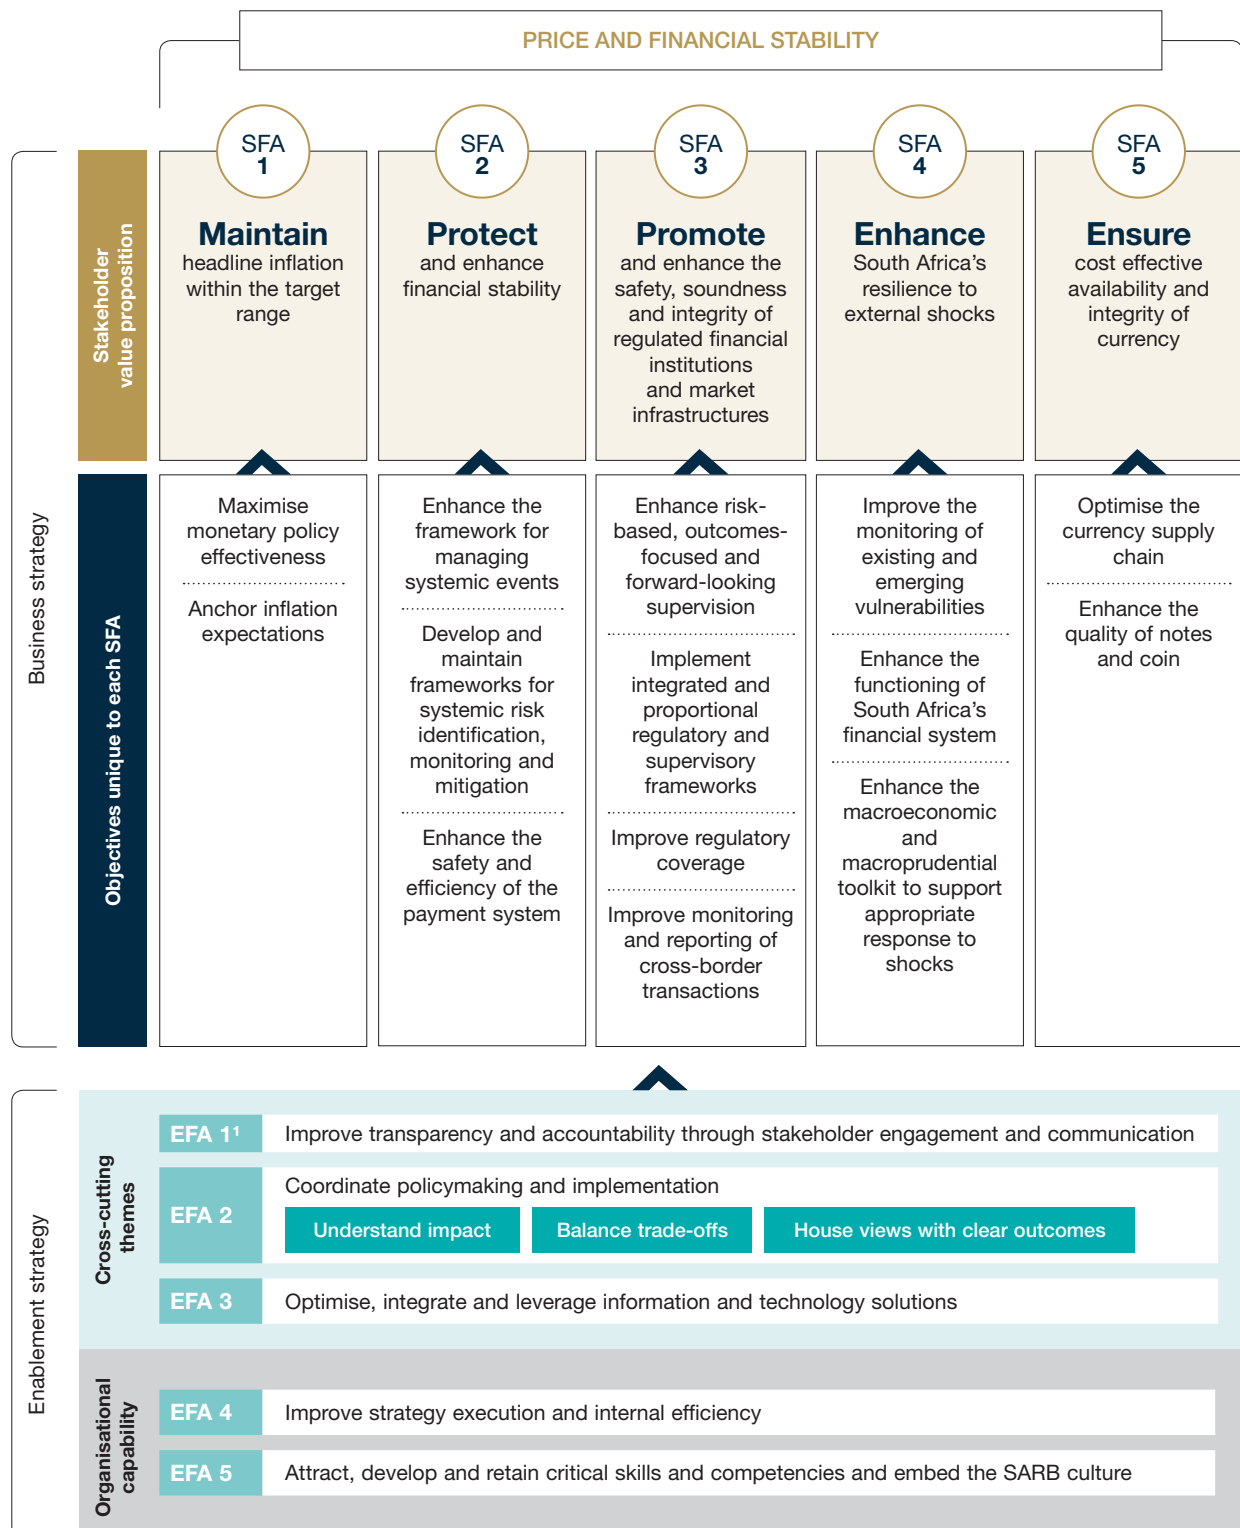 PRICE AND FINANCIAL STABILITY
Business strategy
Stakeholder
value proposition
SFA
1
Maintain
headline inflation
within the target
range
SFA
2
Protect
and enhance
financial stability
SFA
3
Promote
and enhance the
safety, soundness
and integrity of
regulated financial
institutions
and market
infrastructures
SFA
4
Enhance
South Africa's
resilience to
external shocks
SFA
5
Ensure
cost effective
availability and
integrity of
currency
Objectives unique to each SFA
Maximise
monetary policy
effectiveness
Anchor inflation
expectations
Enhance the
framework for
managing
systemic events
Develop and
maintain
frameworks for
systemic risk
identification,
monitoring and
mitigation
Enhance the
safety and
efficiency of the
payment system
Enhance risk-
based, outcomes-
focused and
forward-looking
supervision
Implement
integrated and
proportional
regulatory and
supervisory
frameworks
Improve regulatory
coverage
Improve monitoring
and reporting of
cross-border
transactions
Improve the
monitoring of
existing and
emerging
vulnerabilities
Enhance the
functioning of
South Africa's
financial system
Enhance the
macroeconomic
and
macroprudential
toolkit to support
appropriate
response to
shocks
Optimise the
currency supply
chain
Enhance the
quality of notes
and coin
Enablement strategy
Cross-cutting
themes
EFA 1¹
Improve transparency and accountability through stakeholder engagement and communication
EFA 2
Coordinate policymaking and implementation
Understand impact
Balance trade-offs
House views with clear outcomes
EFA 3
Optimise, integrate and leverage information and technology solutions
Organisational
capability
EFA 4
Improve strategy execution and internal efficiency
EFA 5
Attract, develop and retain critical skills and competencies and embed the SARB culture